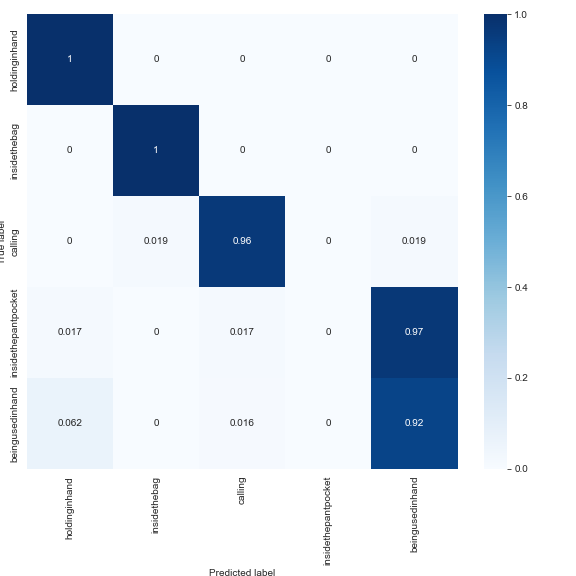 holdinginhand 1 0 0 0 0
insidethebag 0 1 0 0 0
True label
calling 0 0.019 0.96 0 0.019
insidethepantpocket 0.017 0 0.017 0 0.97
beingusedinhand 0.062 0 0.016 0 0.92
holdinginhand insidethebag calling insidethepantpocket beingusedinhand
Predicted label
1.0
0.8
0.6
0.4
0.2
0.0